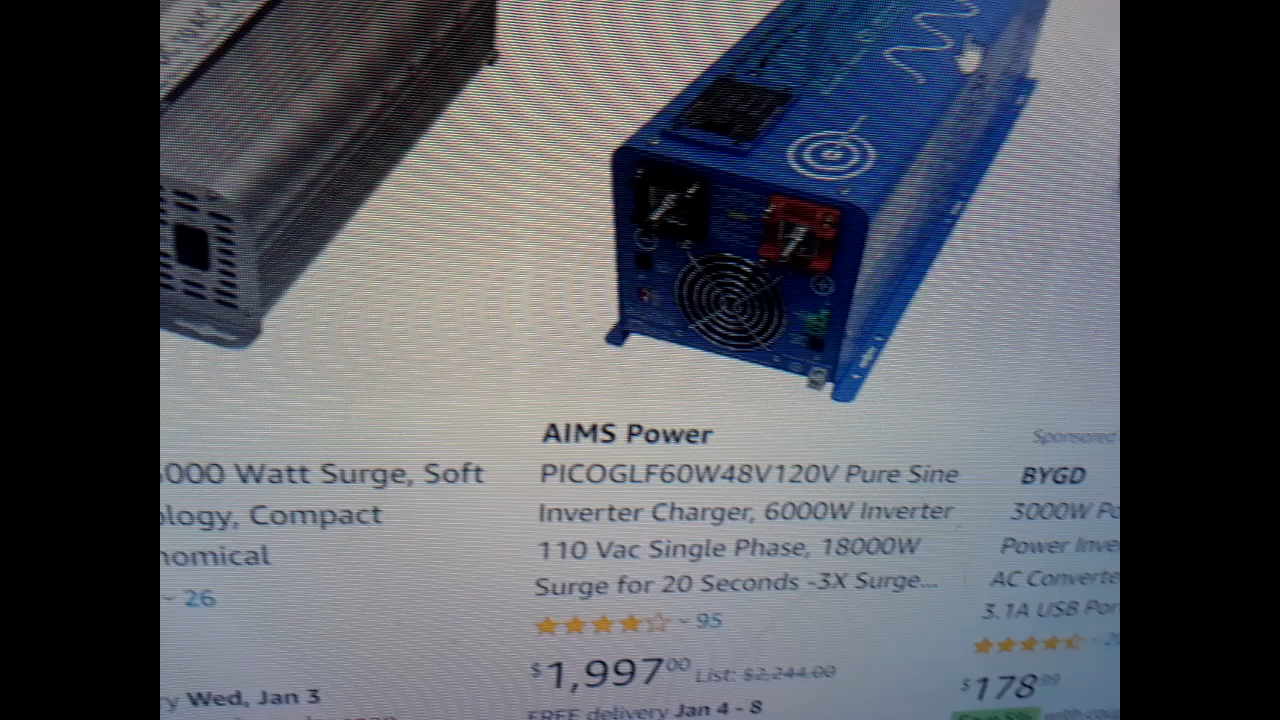 000 Watt Surge, Soft
ology, Compact
nomical
26
Wed, Jan 3
AIMS Power
PICOGLF60W48V120V Pure Sine
Inverter Charger, 6000W Inverter
110 Vac Single Phase, 18000W
Surge for 20 Seconds -3X Surge...
95
$1,997.00 List: $2,244.00
FREE delivery Jan 4 - 8
Sponsored
BYGD
3000W Po
Power Inve
AC Converte
3.1A USB Por
$178